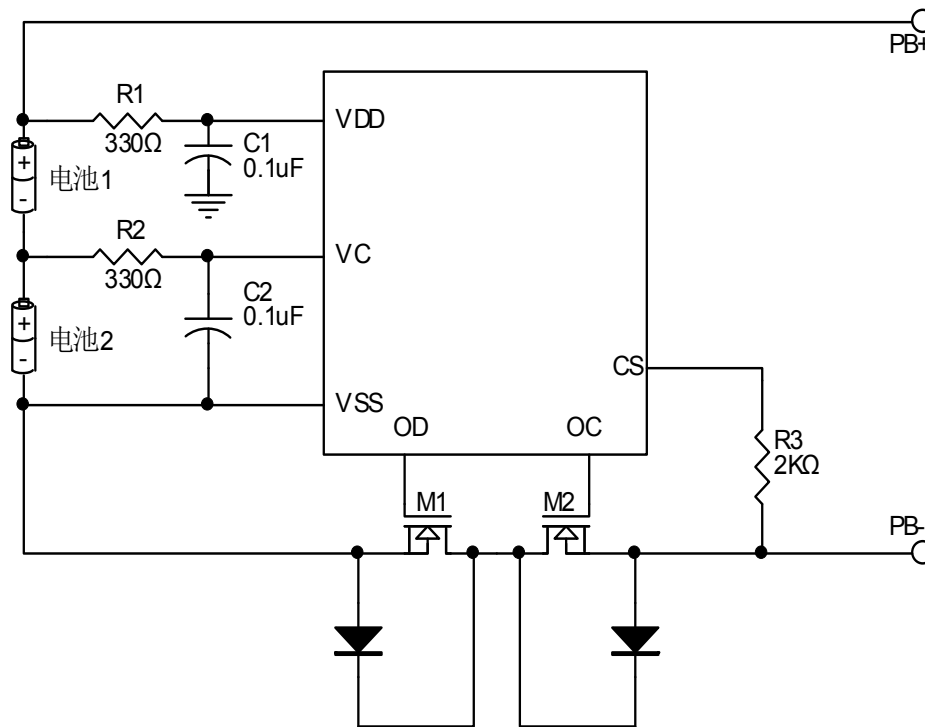 PB+
R1
330Ω
VDD
C1
0.1uF
电池1
R2
330Ω
VC
C2
0.1uF
电池2
CS
VSS
OD
OC
R3
2KΩ
M1
M2
PB-
+
-
+
-